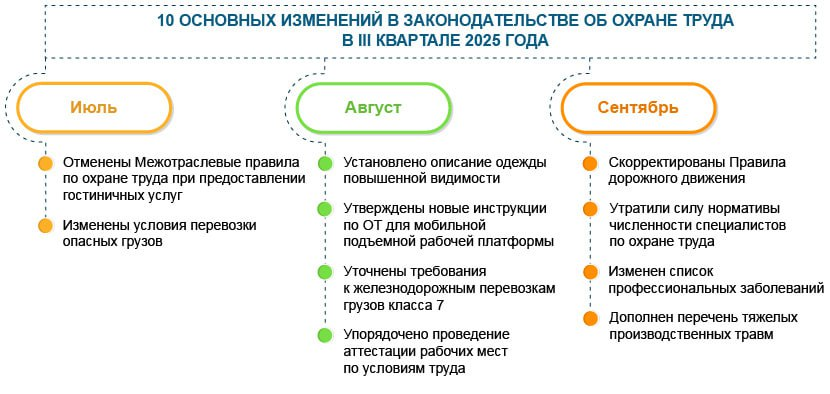 10 ОСНОВНЫХ ИЗМЕНЕНИЙ В ЗАКОНОДАТЕЛЬСТВЕ ОБ ОХРАНЕ ТРУДА
В III КВАРТАЛЕ 2025 ГОДА
Июль
Отменены Межотраслевые правила
по охране труда при предоставлении
гостиничных услуг
Изменены условия перевозки
опасных грузов
Август
Установлено описание одежды
повышенной видимости
Утверждены новые инструкции
по ОТ для мобильной
подъемной рабочей платформы
Уточнены требования
к железнодорожным перевозкам
грузов класса 7
Упорядочено проведение
аттестации рабочих мест
по условиям труда
Сентябрь
Скорректированы Правила
дорожного движения
Утратили силу нормативы
численности специалистов
по охране труда
Изменен список
профессиональных заболеваний
Дополнен перечень тяжелых
производственных травм